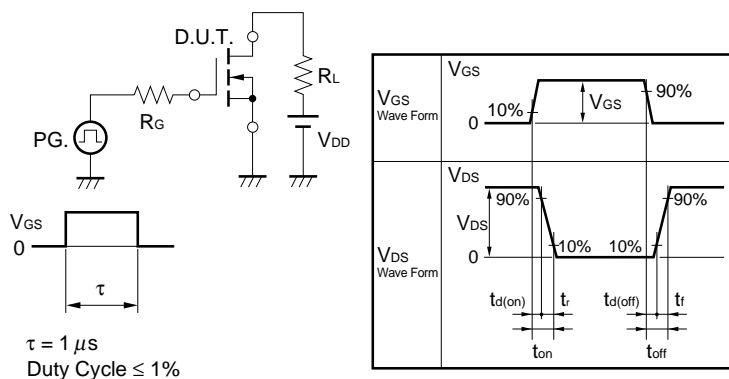 D.U.T.
RL
RG
PG.
VDD
VGS
0
τ
τ = 1 μs
Duty Cycle ≤ 1%
VGS
Wave Form
VGS
10%
VGS
90%
0
VDS
Wave Form
VDS
90%
VDS
10%
10%
90%
0
td(on)
tr
td(off)
tf
ton
toff